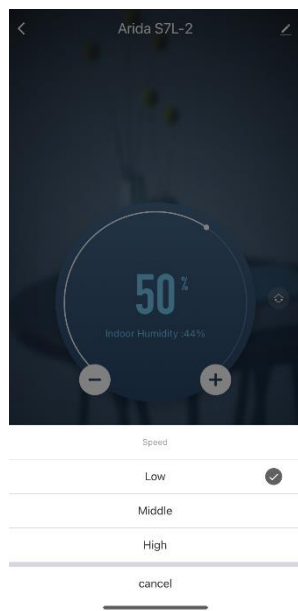 Arida S7L-2
50 %
Indoor Humidity :44%
Speed
Low
Middle
High
cancel